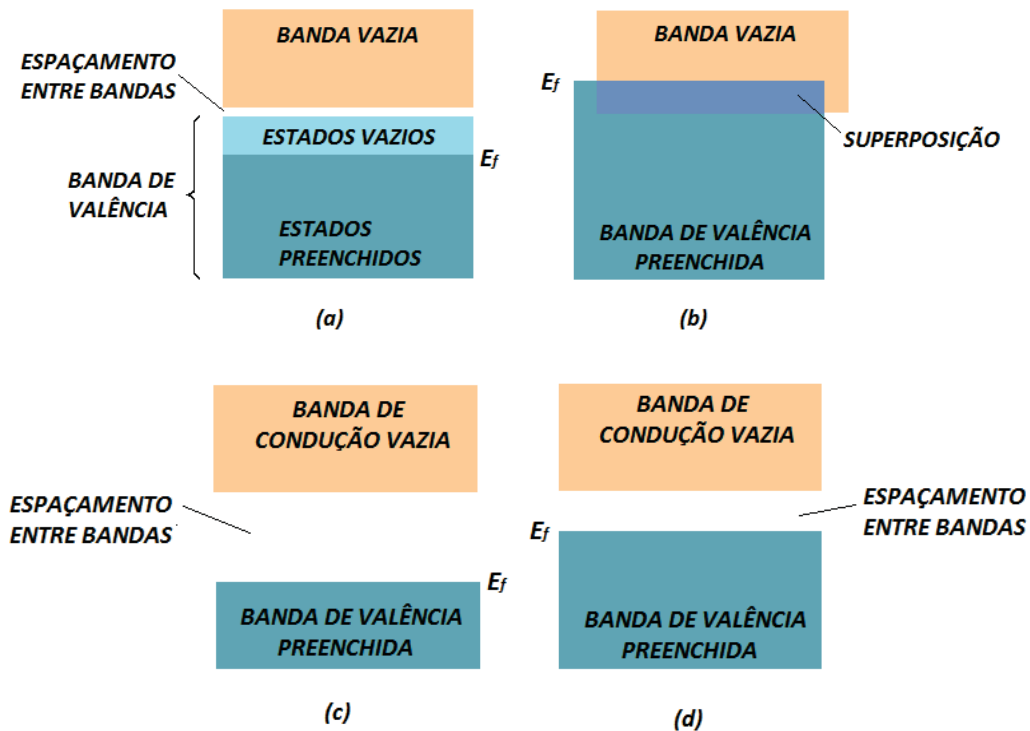 BANDA VAZIA
ESPAÇAMENTO
ENTRE BANDAS
ESTADOS VAZIOS
Ef
BANDA DE
VALÊNCIA
ESTADOS
PREENCHIDOS
(a)
BANDA VAZIA
Ef
SUPERPOSIÇÃO
BANDA DE VALÊNCIA
PREENCHIDA
(b)
BANDA DE
CONDUÇÃO VAZIA
ESPAÇAMENTO
ENTRE BANDAS
Ef
BANDA DE VALÊNCIA
PREENCHIDA
(c)
BANDA DE
CONDUÇÃO VAZIA
ESPAÇAMENTO
ENTRE BANDAS
Ef
BANDA DE VALÊNCIA
PREENCHIDA
(d)